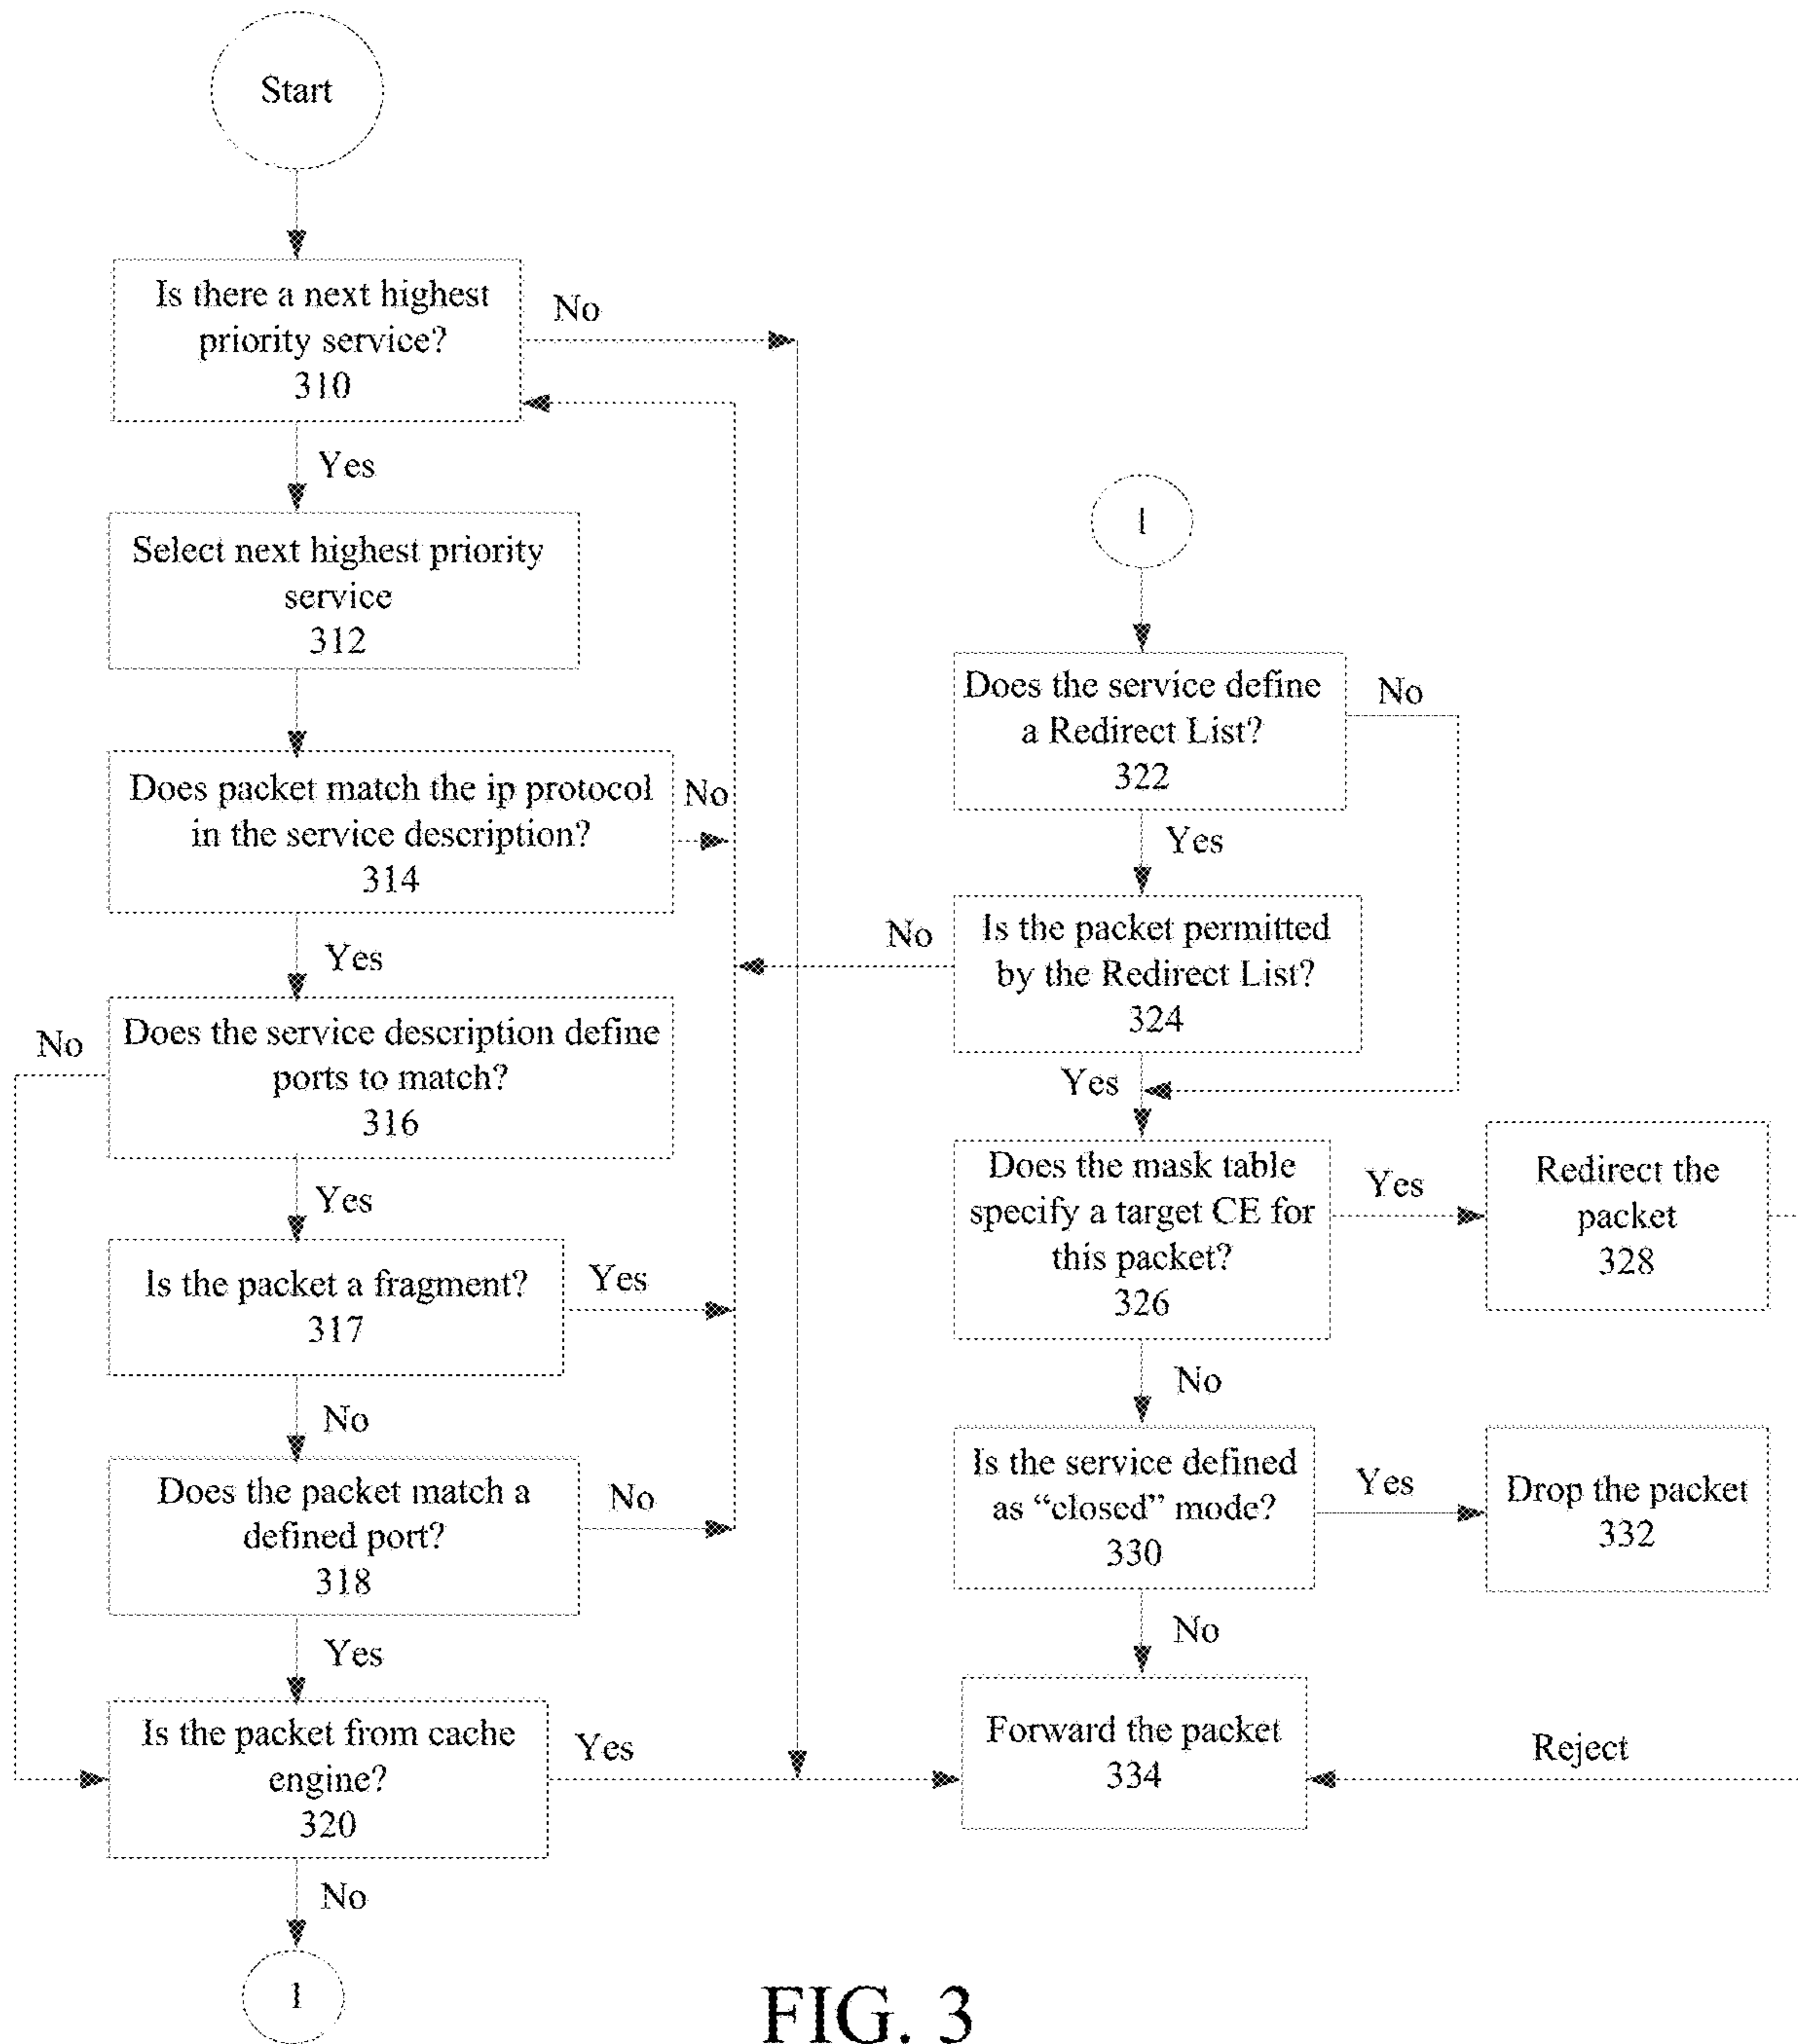 Start
Is there a next highest
priority service?
310
No
Yes
Select next highest priority
service
312
Does packet match the ip protocol
in the service description?
314
No
Yes
Does the service description define
ports to match?
316
No
Yes
Is the packet a fragment?
317
Yes
No
Does the packet match a
defined port?
318
No
Yes
Is the packet from cache
engine?
320
Yes
No
1
1
Does the service define
a Redirect List?
322
No
Yes
Is the packet permitted
by the Redirect List?
324
No
Yes
Does the mask table
specify a target CE for
this packet?
326
Yes
Redirect the
packet
328
No
Is the service defined
as “closed” mode?
330
Yes
Drop the packet
332
No
Forward the packet
334
Reject
FIG. 3